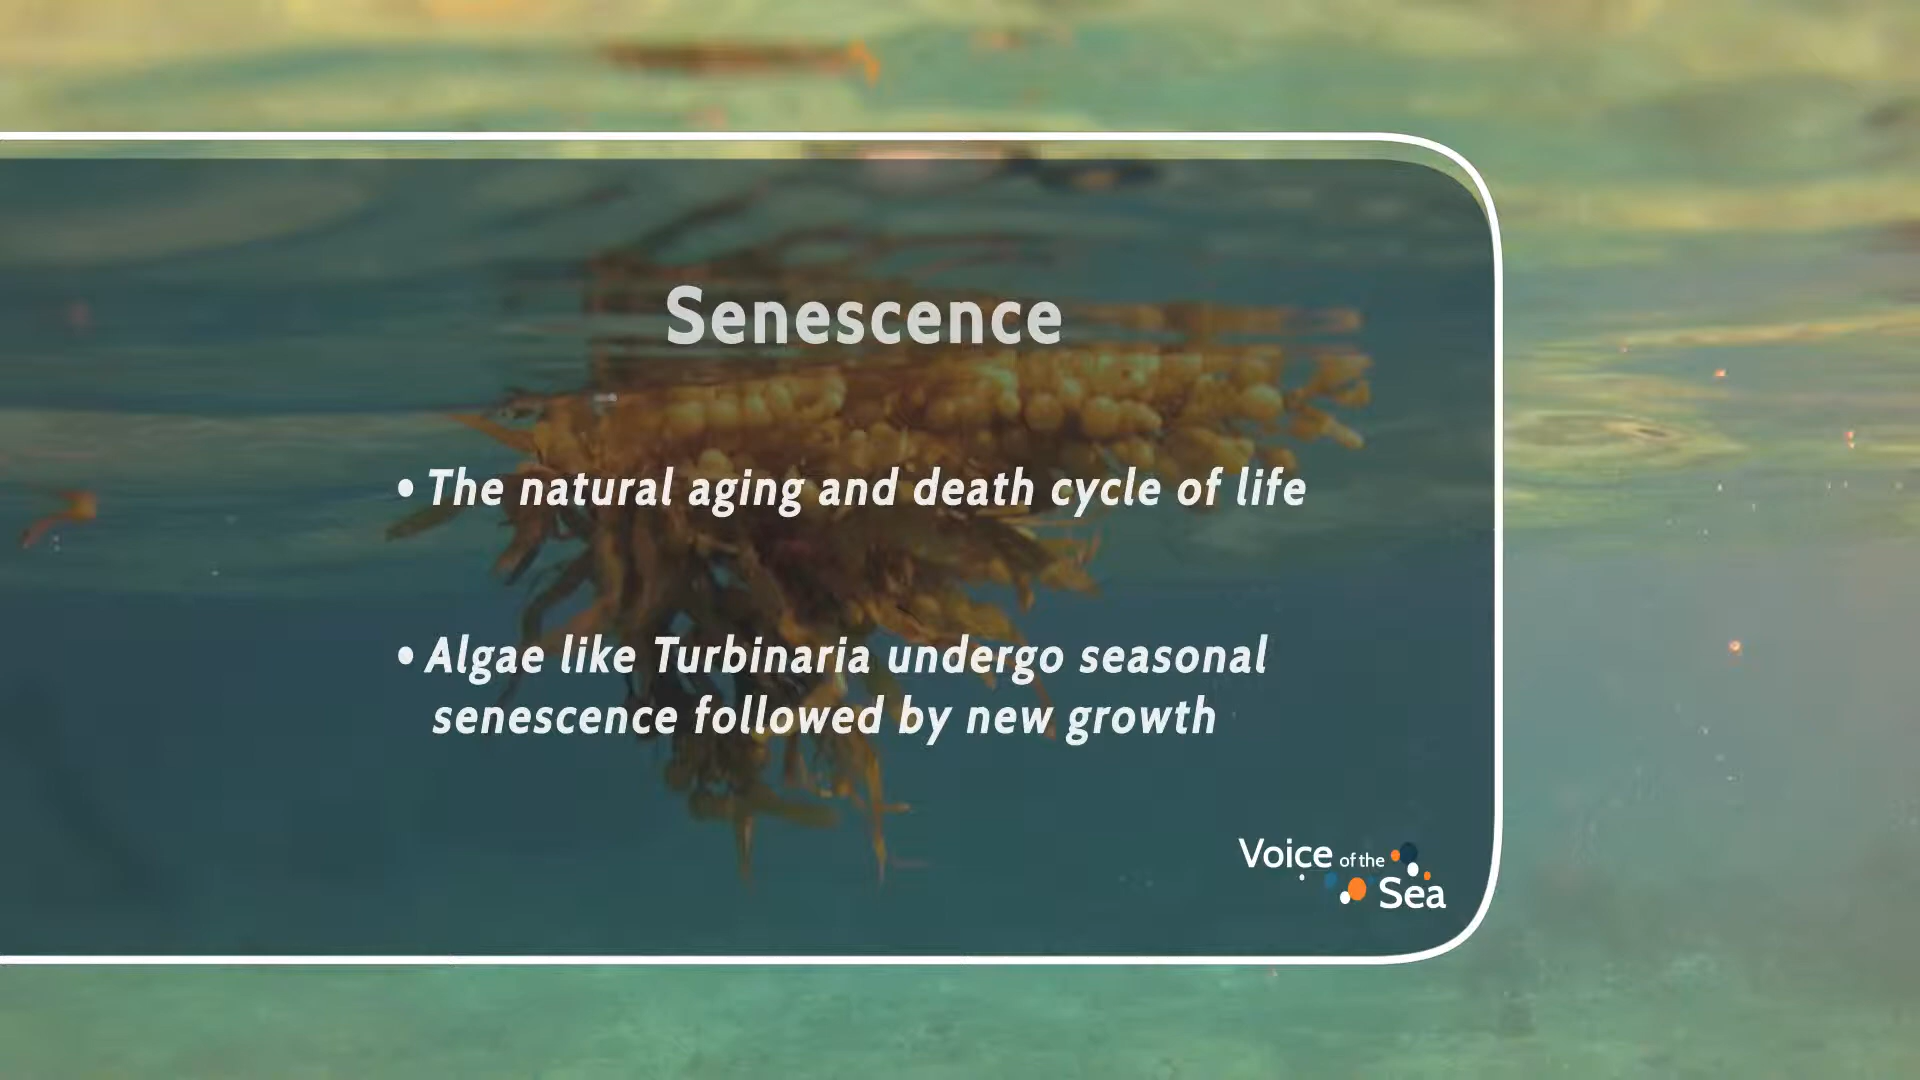 Senescence
• The natural aging and death cycle of life
• Algae like Turbinaria undergo seasonal
senescence followed by new growth
Voice of the
Sea